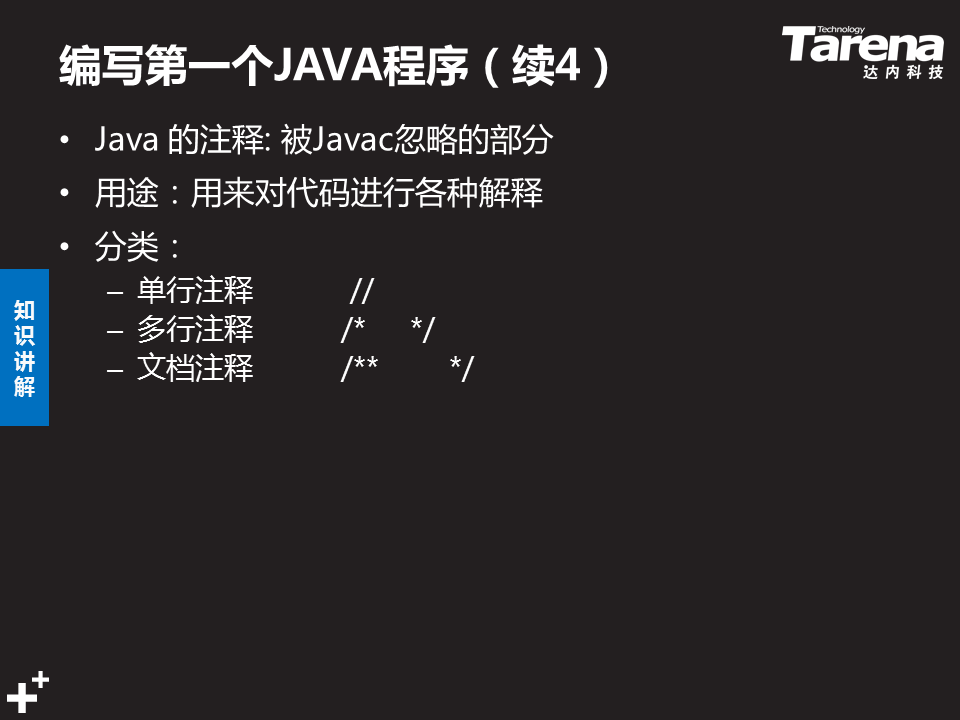 编写第一个JAVA程序（续4）
Technology
Tarena
达内科技
• Java 的注释: 被Javac忽略的部分
• 用途：用来对代码进行各种解释
• 分类：
– 单行注释 //
– 多行注释 /* */
– 文档注释 /** */
知识讲解